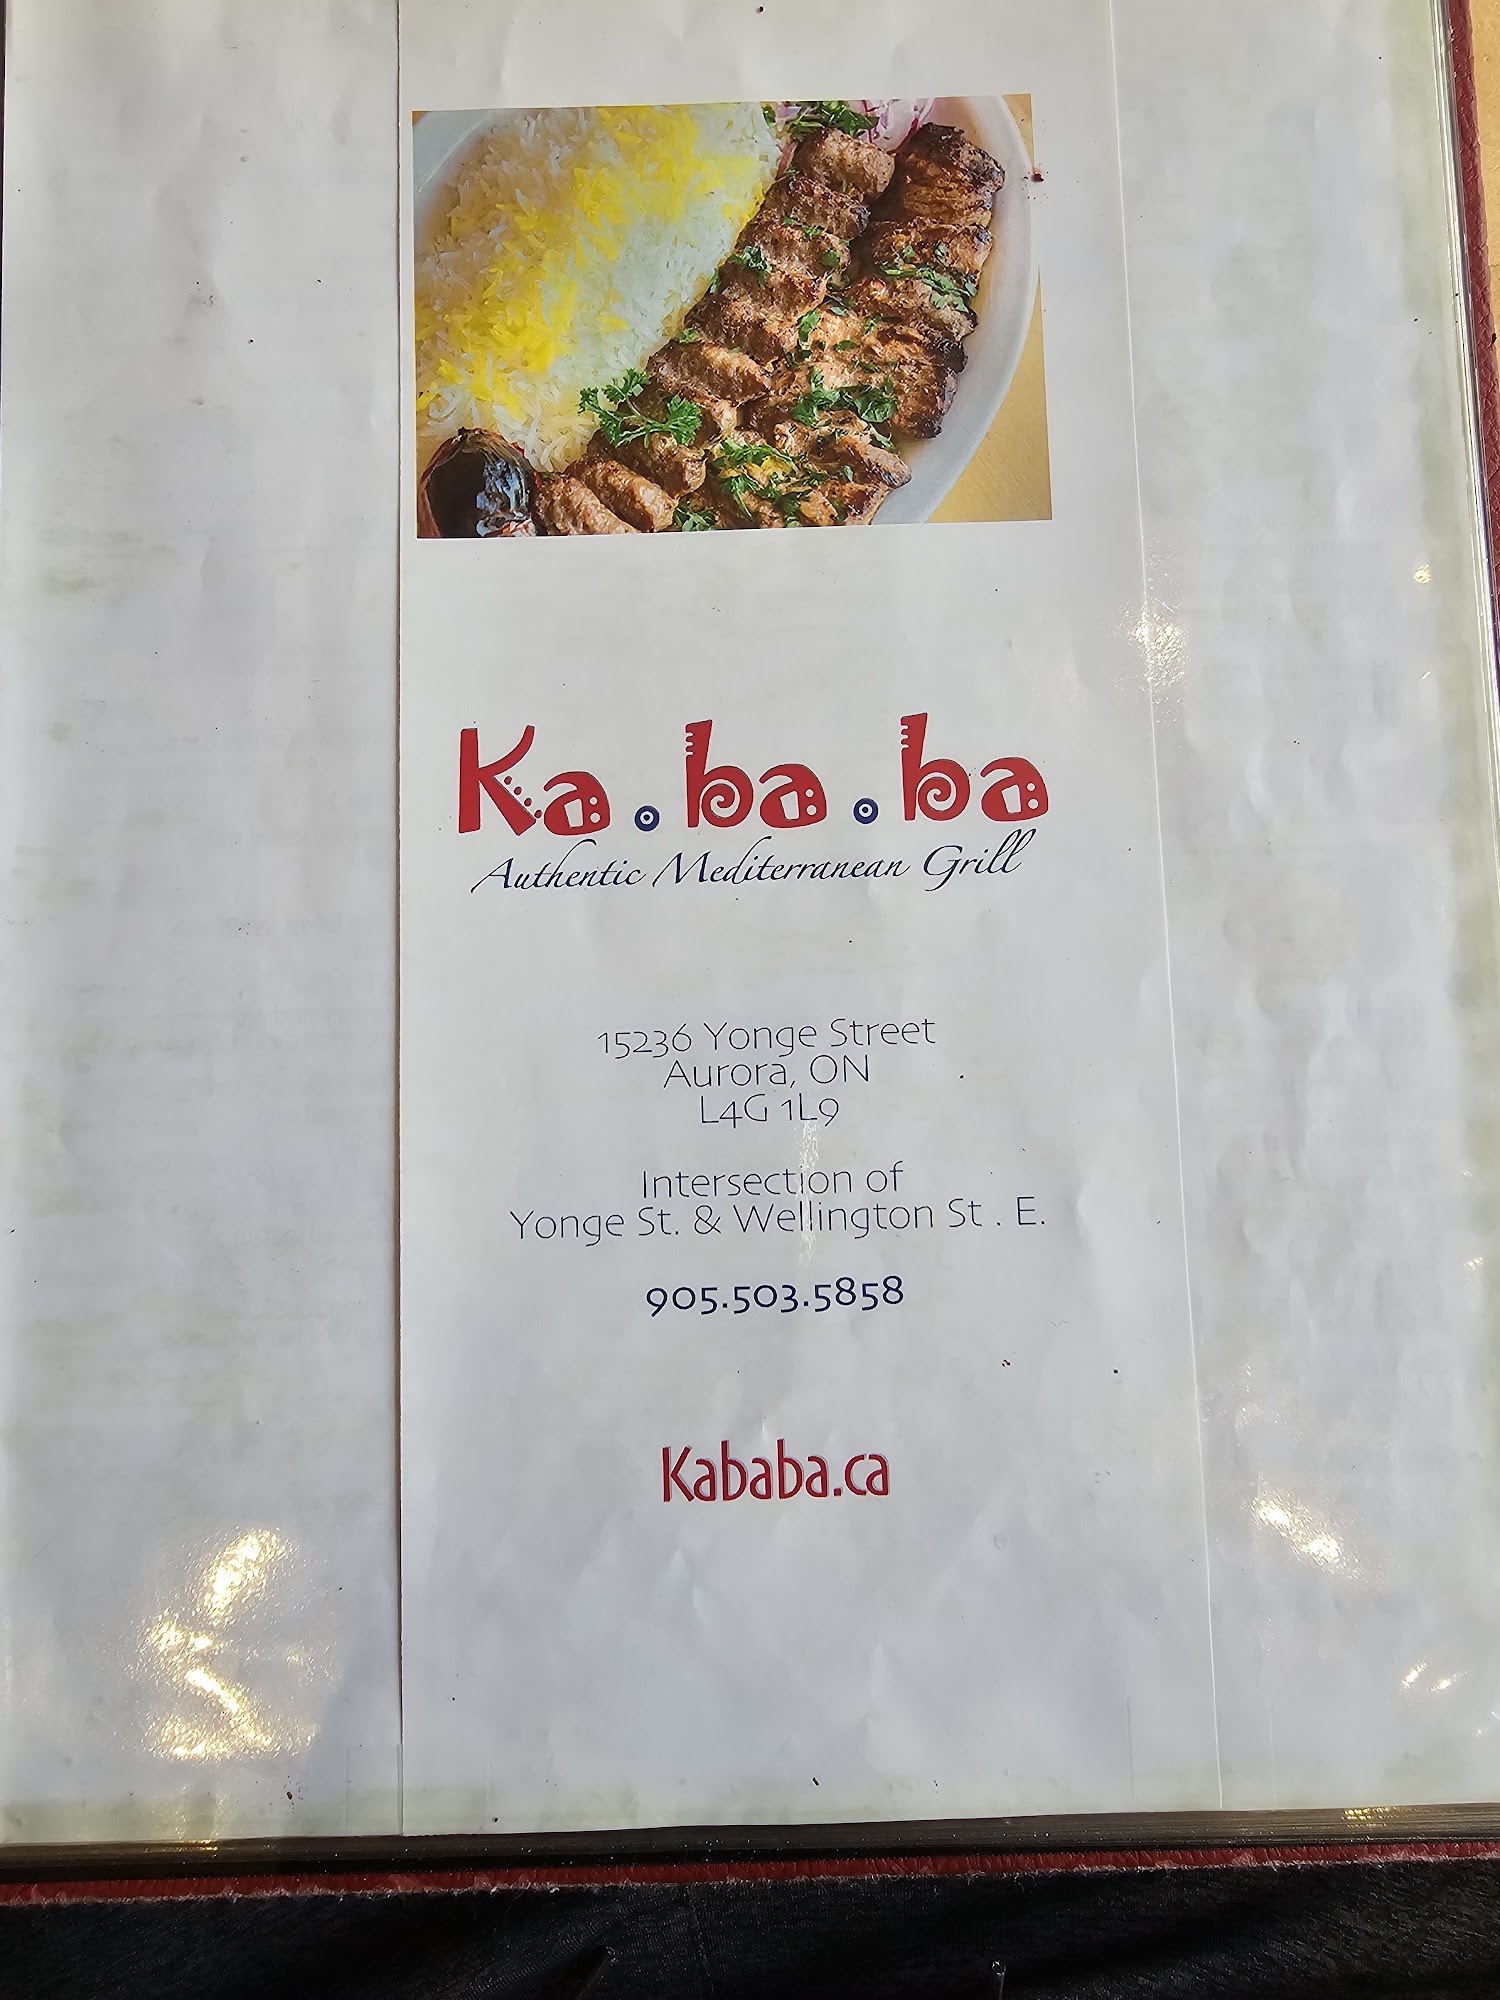 Ka.ba.ba
Authentic Mediterranean Grill
15236 Yonge Street
Aurora, ON
L4G 1L9
Intersection of
Yonge St. & Wellington St . E.
905.503.5858
Kababa.ca